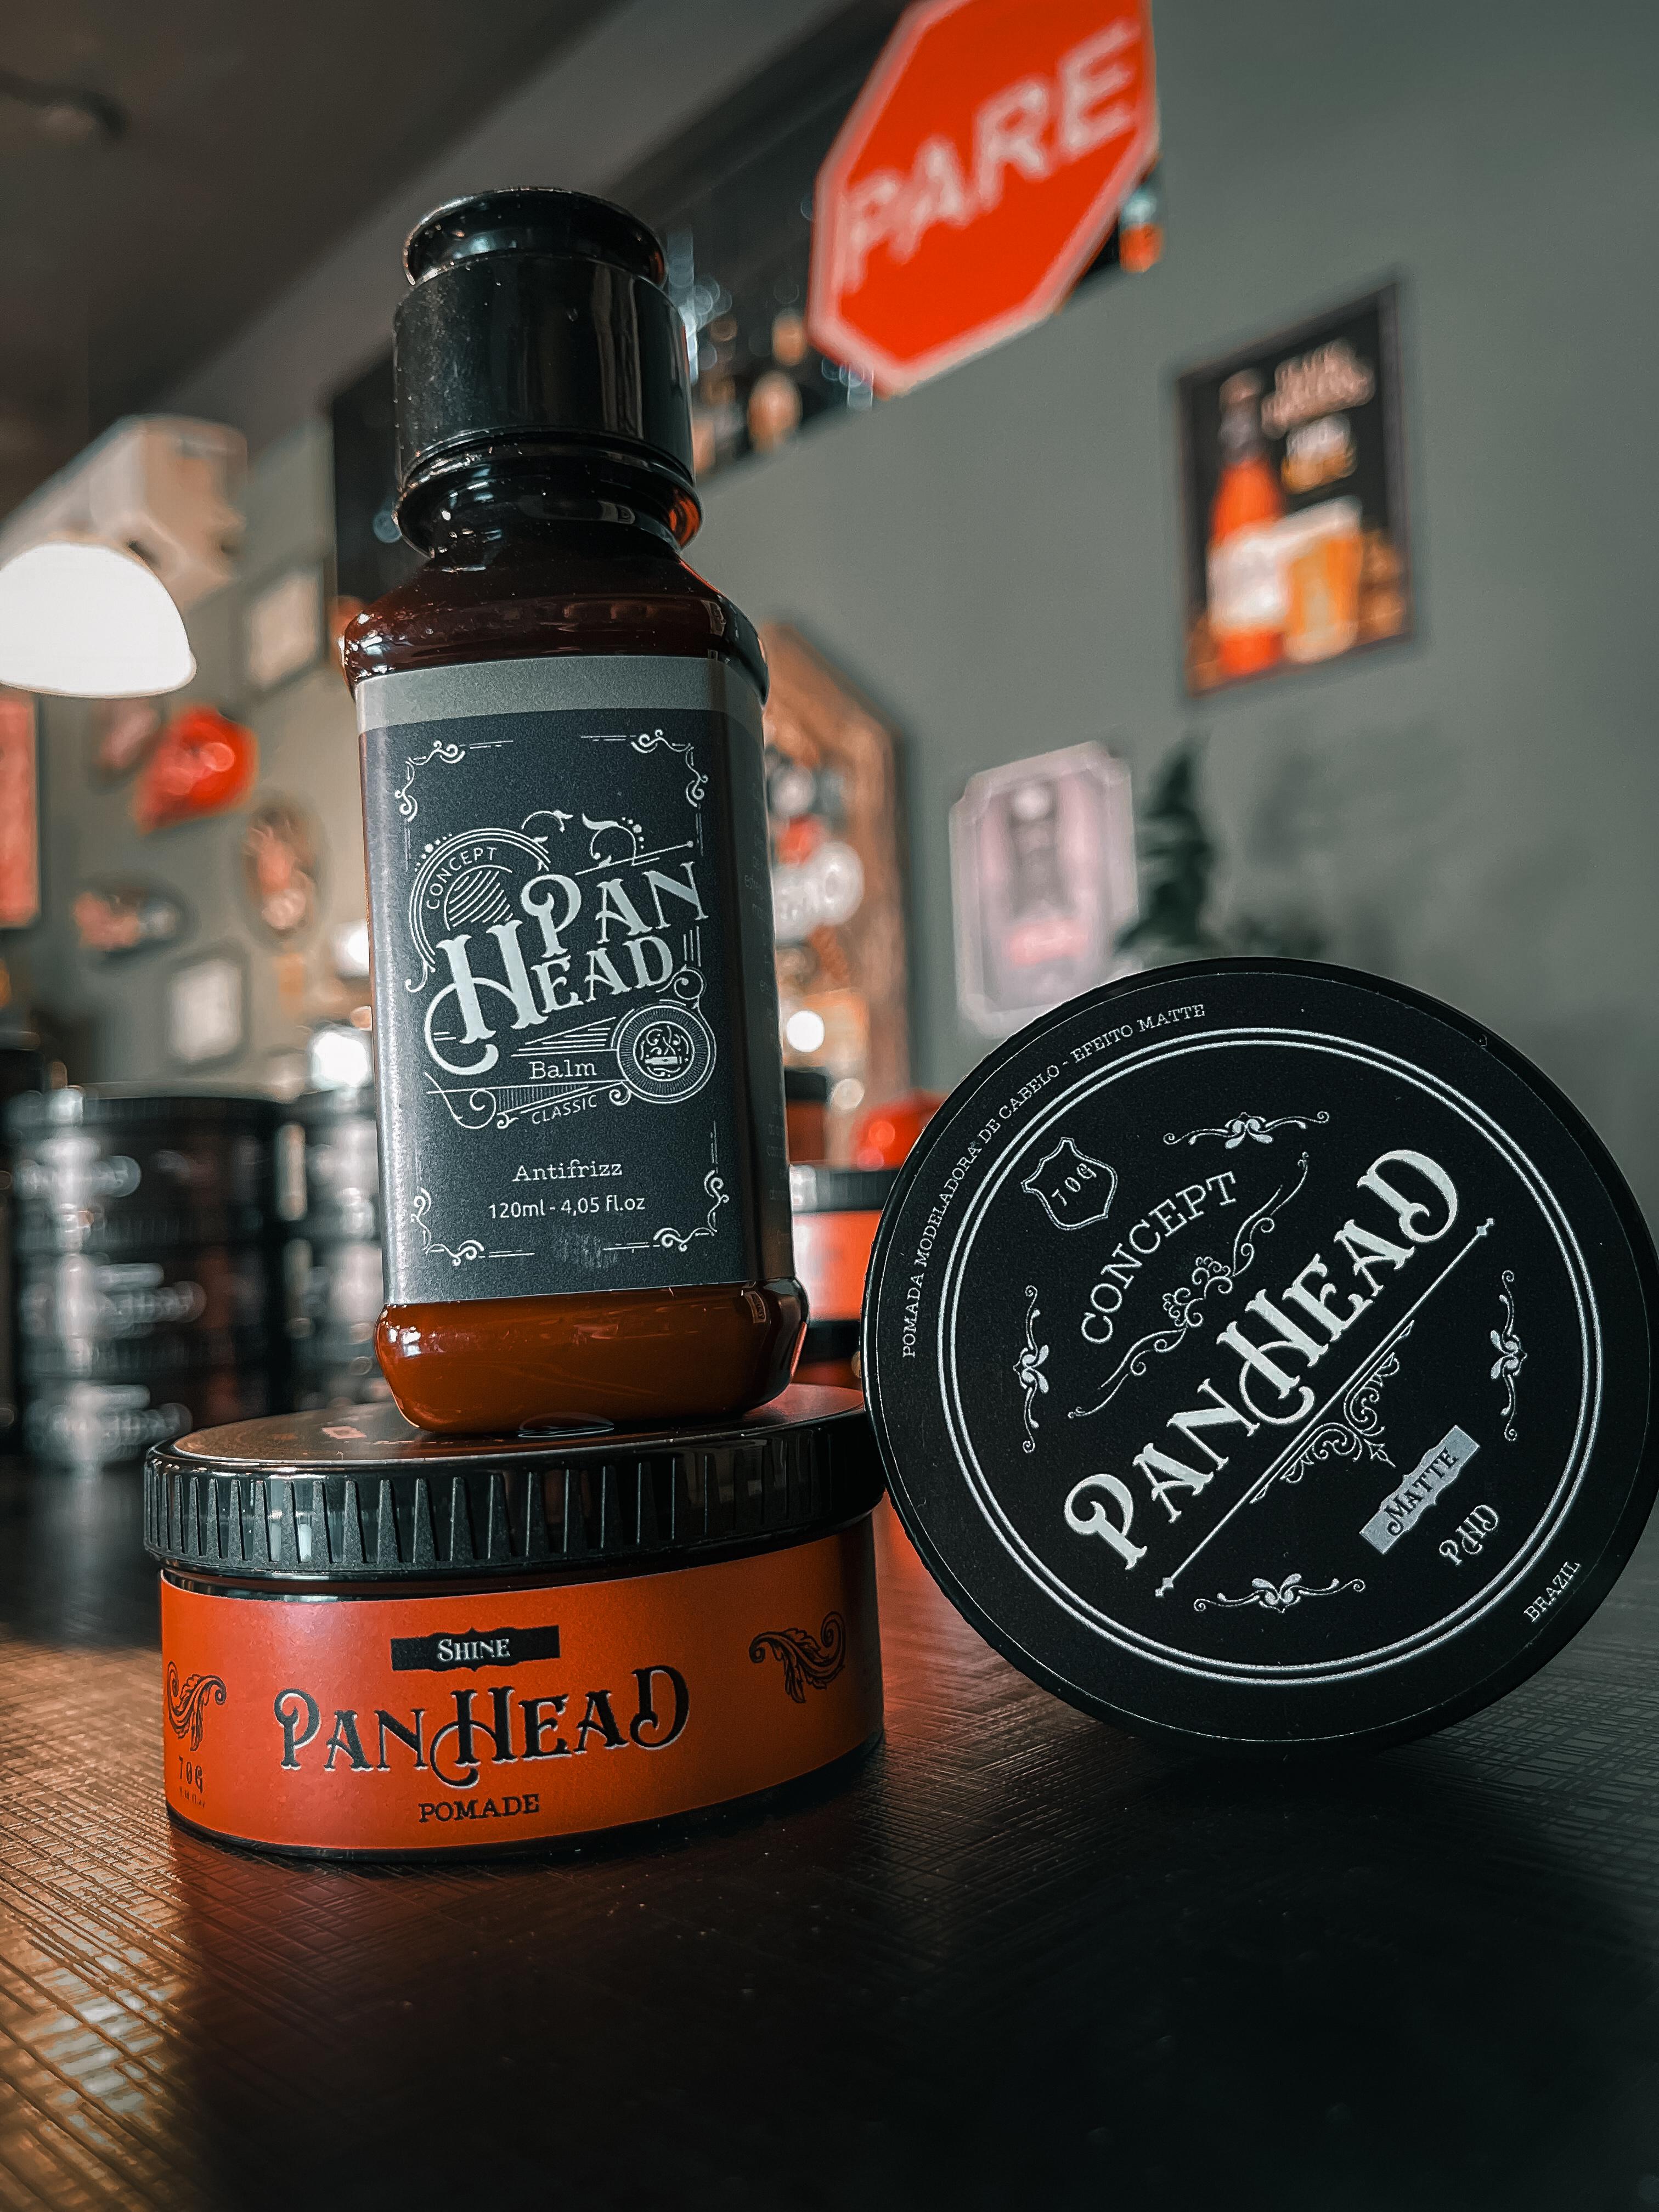 PARE
CONCEPT
PAN
HEAD
Balm
CLASSIC
Antifrizz
120ml - 4,05 fl.oz
SHINE
PANHEAD
POMADE
70G
POMADA MODELADORA DE CABELO - EFEITO MATTE
70G
CONCEPT
PANHEAD
MATTE
PHD
BRAZIL